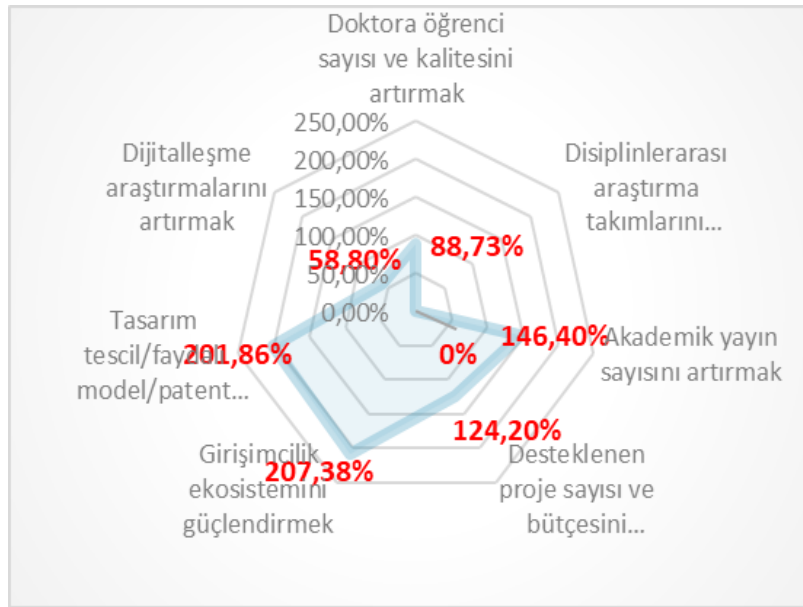 Doktora öğrenci
sayısı ve kalitesini
artırmak
250,00%
200,00%
150,00%
100,00%
50,00%
0,00%
Dijitalleşme
araştırmalarını
artırmak
Disiplinlerarası
araştırma
takımlarını...
58,80%
88,73%
Tasarım
tescil/faydalı
model/patent...
201,86%
146,40%
Akademik yayın
sayısını artırmak
0%
124,20%
Girişimcilik
ekosistemini
güçlendirmek
207,38%
Desteklenen
proje sayısı ve
bütçesini...